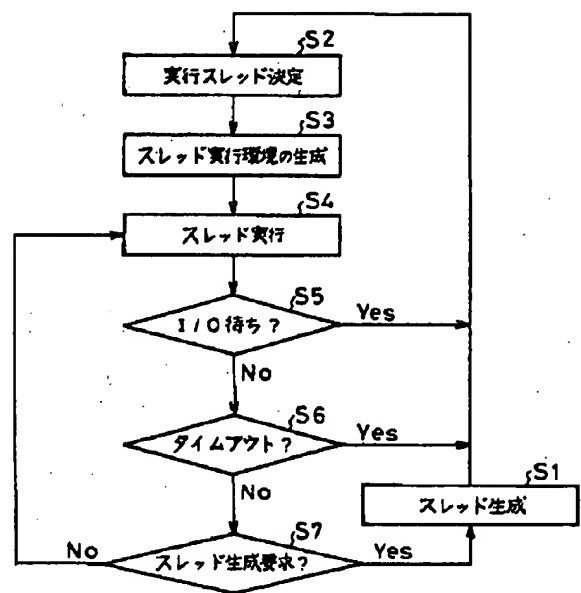 S2
実行スレッド決定
S3
スレッド実行環境の生成
S4
スレッド実行
S5
I/O待ち?
Yes
No
S6
タイムアウト?
Yes
No
S1
スレッド生成
S7
スレッド生成要求?
No
Yes